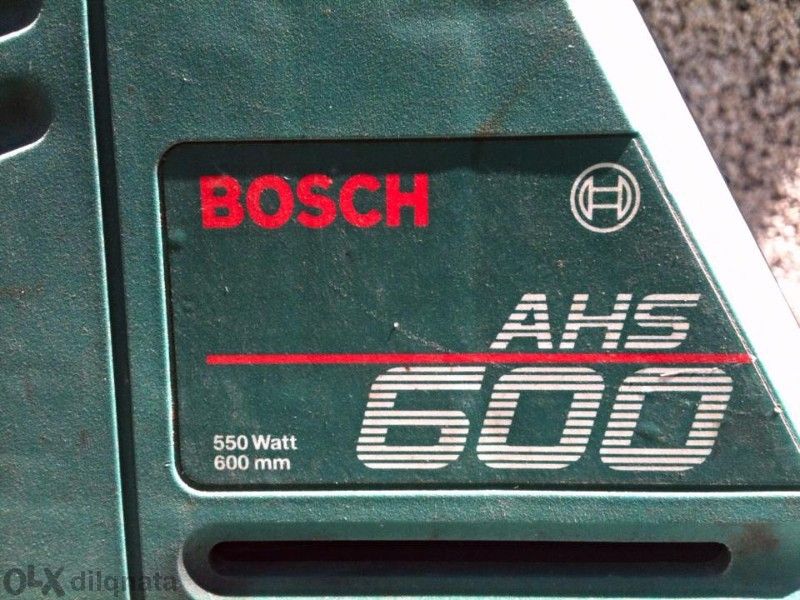 BOSCH
AHS
600
550 Watt
600 mm
OLX dilqnata